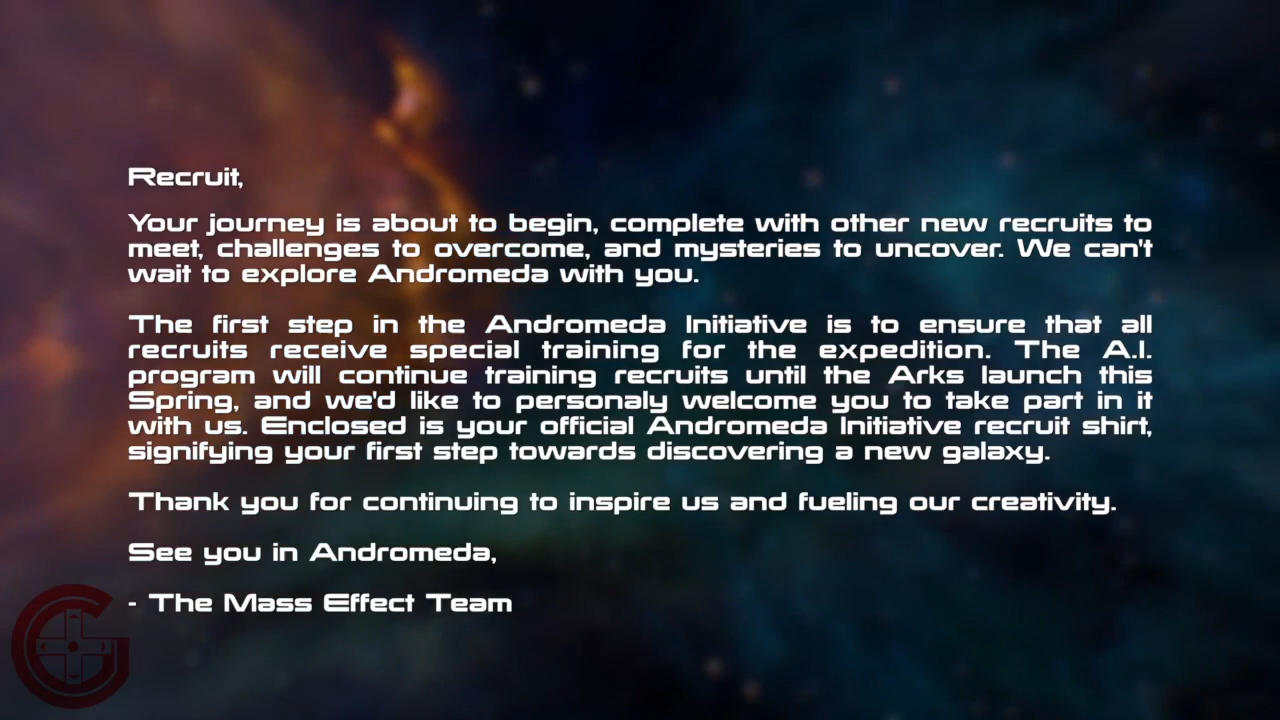 Recruit,
Your journey is about to begin, complete with other new recruits to
meet, challenges to overcome, and mysteries to uncover. We can't
wait to explore Andromeda with you.
The first step in the Andromeda Initiative is to ensure that all
recruits receive special training for the expedition. The A.I.
program will continue training recruits until the Arks launch this
Spring, and we'd like to personaly welcome you to take part in it
with us. Enclosed is your official Andromeda Initiative recruit shirt,
signifying your first step towards discovering a new galaxy.
Thank you for continuing to inspire us and fueling our creativity.
See you in Andromeda,
- The Mass Effect Team